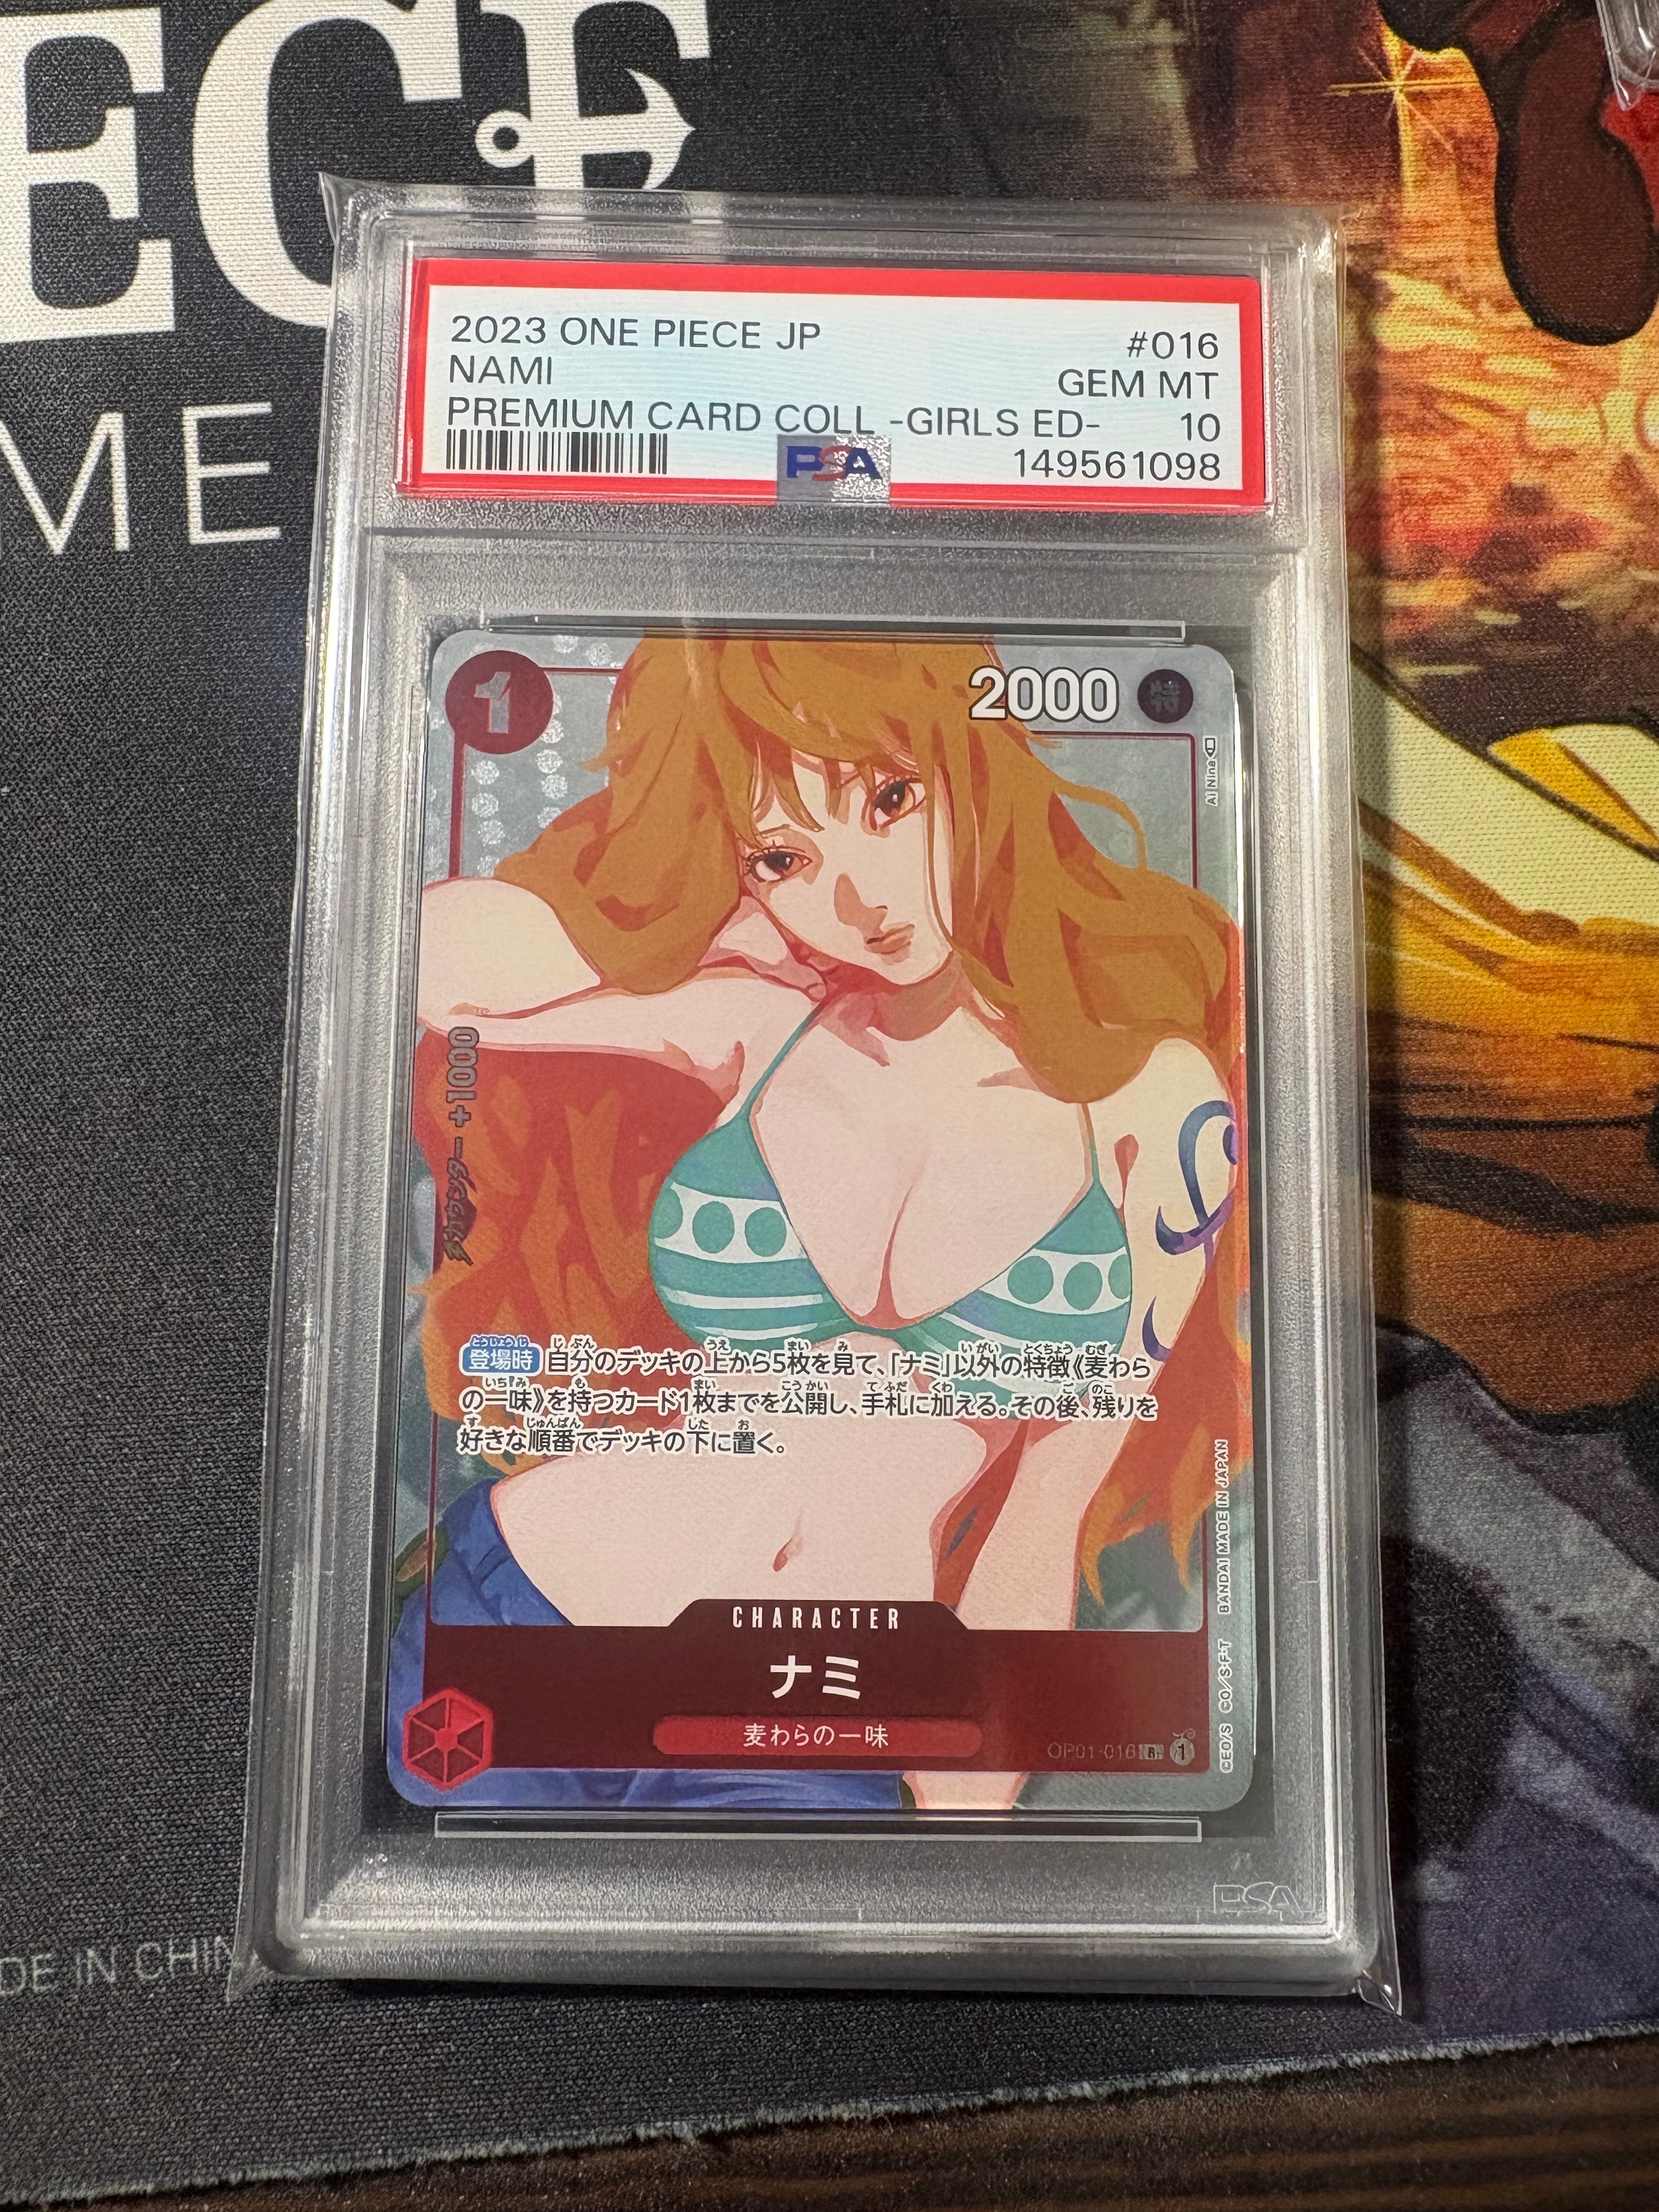 ECE
ME
2023 ONE PIECE JP #016
NAMI GEM MT
PREMIUM CARD COLL -GIRLS ED- 10
PSA 149561098
1
2000 特
Ai Nina
カウンター +1000
登場時 自分のデッキの上から5枚を見て、「ナミ」以外の特徴《麦わら
の一味》を持つカード1枚までを公開し、手札に加える。その後、残りを
好きな順番でデッキの下に置く。
CHARACTER
ナミ
麦わらの一味
OP01-016 R 1
©E.O/S ©O/S・F・T BANDAI MADE IN JAPAN
PSA
DE IN CHIN